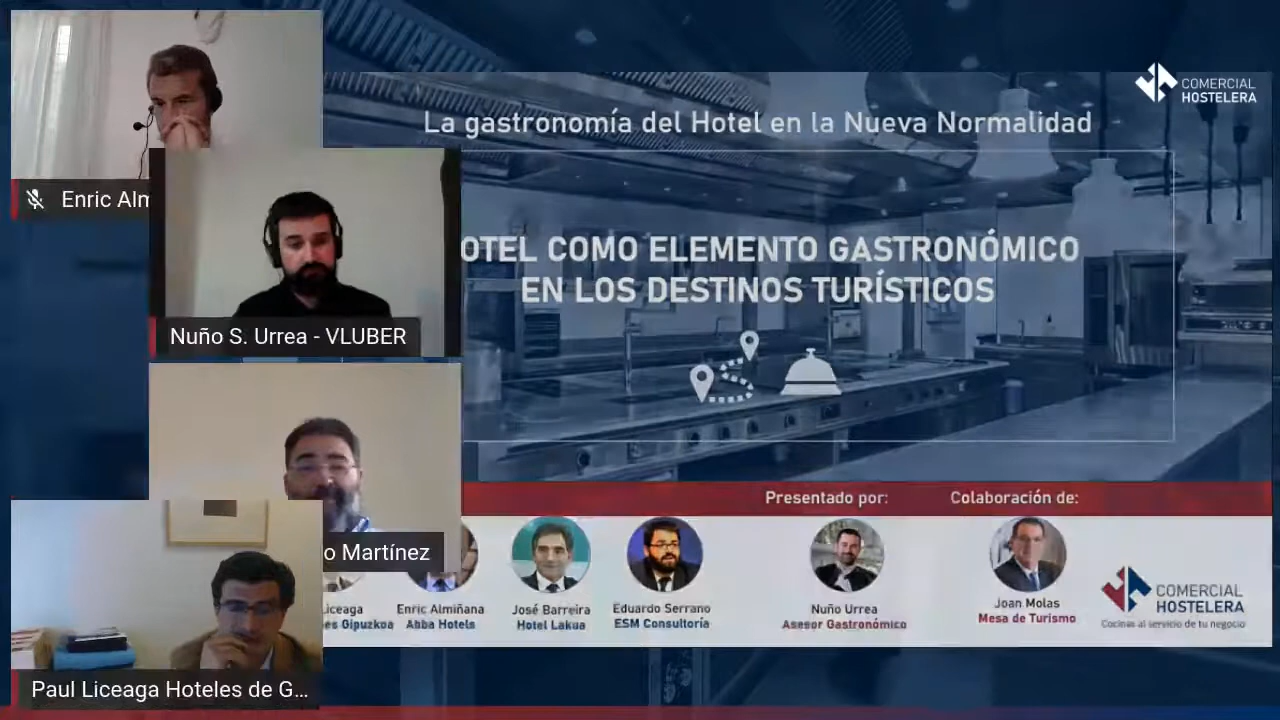 COMERCIAL
HOSTELERA
La gastronomía del Hotel en la Nueva Normalidad
OTEL COMO ELEMENTO GASTRONÓMICO
EN LOS DESTINOS TURÍSTICOS
Enric Alm
Nuño S. Urrea - VLUBER
o Martínez
Paul Liceaga Hoteles de G...
Presentado por:
Colaboración de:
iceaga
es Gipuzkoa
Enric Almiñana
Abba Hotels
José Barreira
Hotel Lakua
Eduardo Serrano
ESM Consultoría
Nuño Urrea
Asesor Gastronómico
Joan Molas
Mesa de Turismo
COMERCIAL
HOSTELERA
Cocinas al servicio de tu negocio